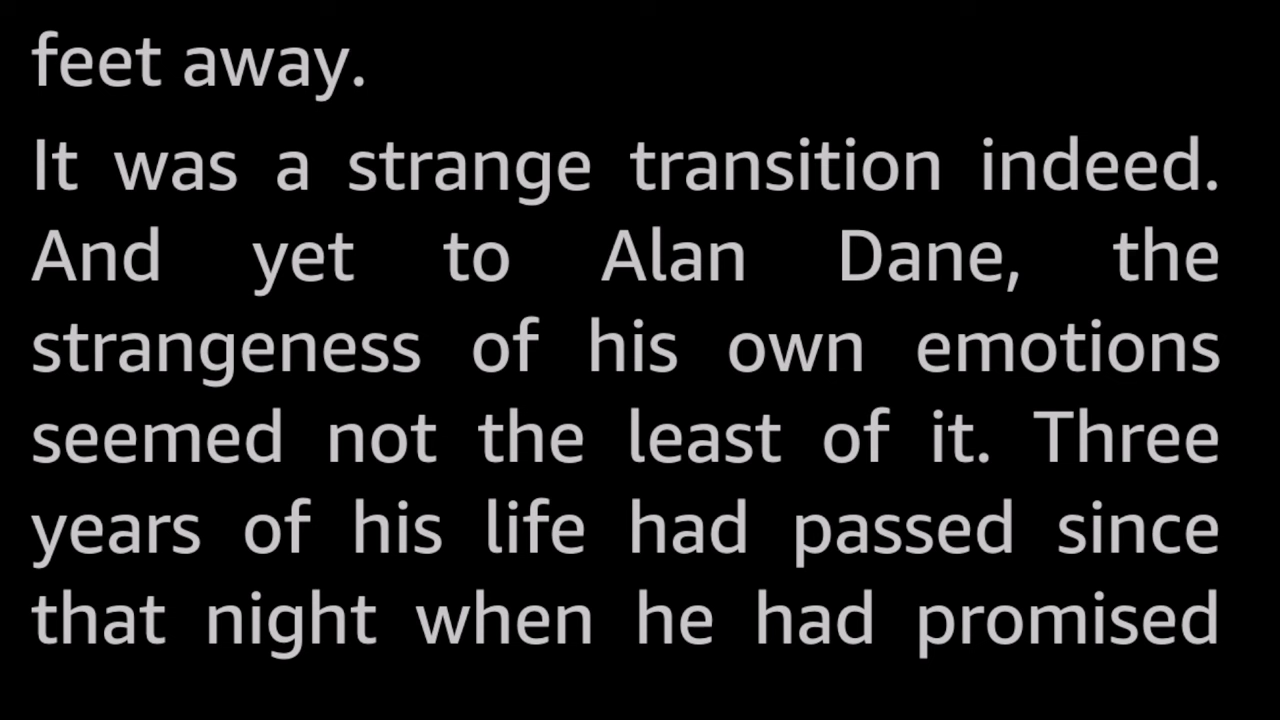 feet away.
It was a strange transition indeed.
And yet to Alan Dane, the
strangeness of his own emotions
seemed not the least of it. Three
years of his life had passed since
that night when he had promised